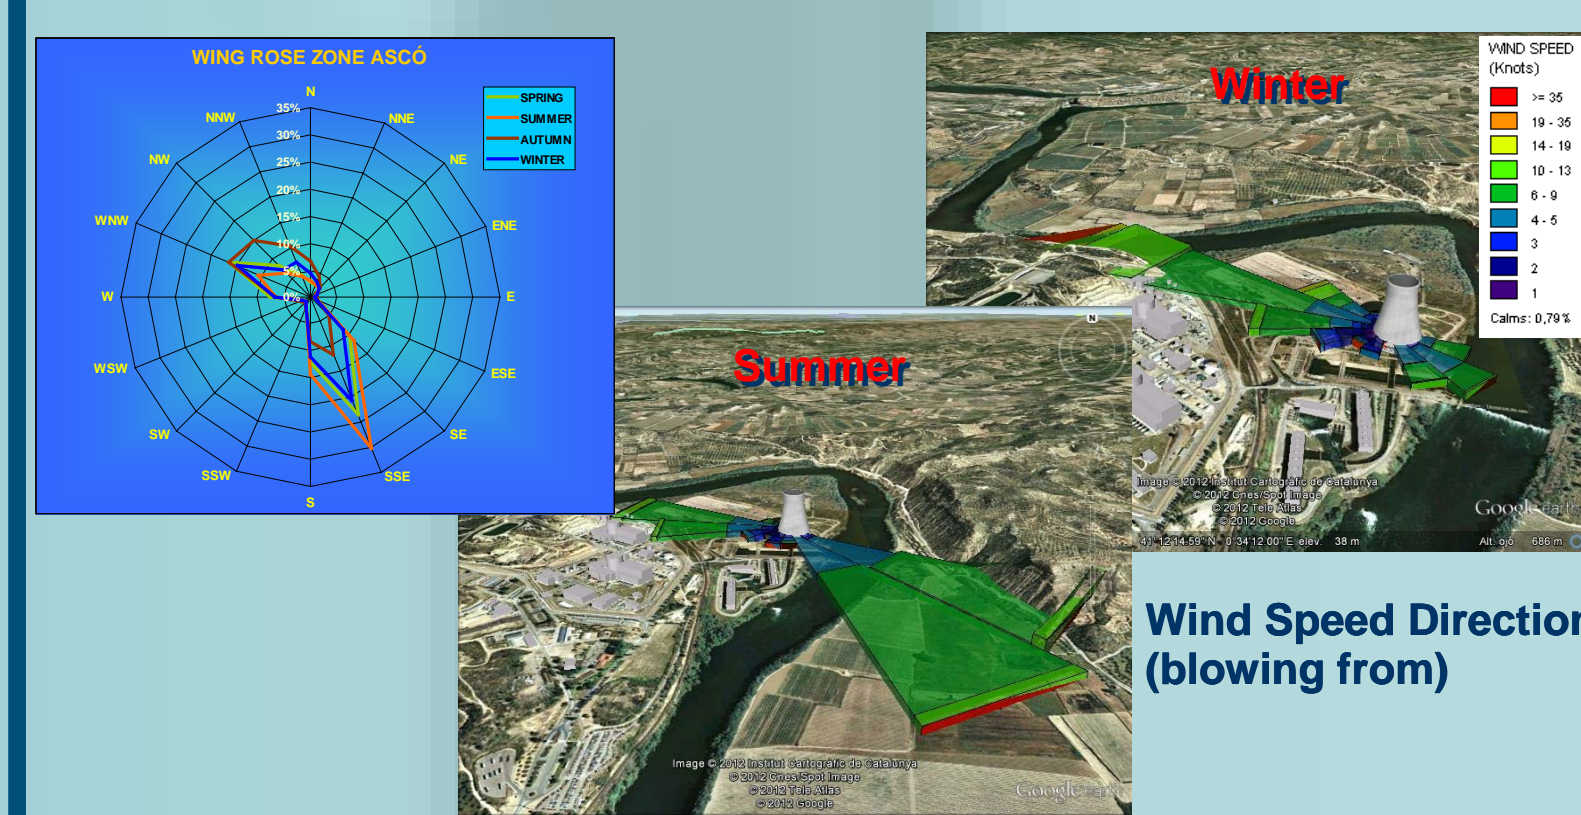 WING ROSE ZONE ASCÓ
N
NNE
NE
ENE
E
ESE
SE
SSE
S
SSW
SW
WSW
W
WNW
NW
NNW
35%
30%
25%
20%
15%
10%
5%
0%
SPRING
SUMMER
AUTUMN
WINTER
Winter
WIND SPEED
(Knots)
>= 35
19 - 35
14 - 19
10 - 13
6 - 9
4 - 5
3
2
1
Calms: 0,79%
Image © 2012 Institut Cartogràfic de Catalunya
© 2012 Cnes/Spot Image
© 2012 Tele Atlas
© 2012 Google
Google earth
41°12'14.59" N 0°34'12.00" E elev. 38 m
Alt. ojo 686 m
Summer
N
Image © 2012 Institut Cartogràfic de Catalunya
© 2012 Cnes/Spot Image
© 2012 Tele Atlas
© 2012 Google
Google earth
Wind Speed Direction
(blowing from)